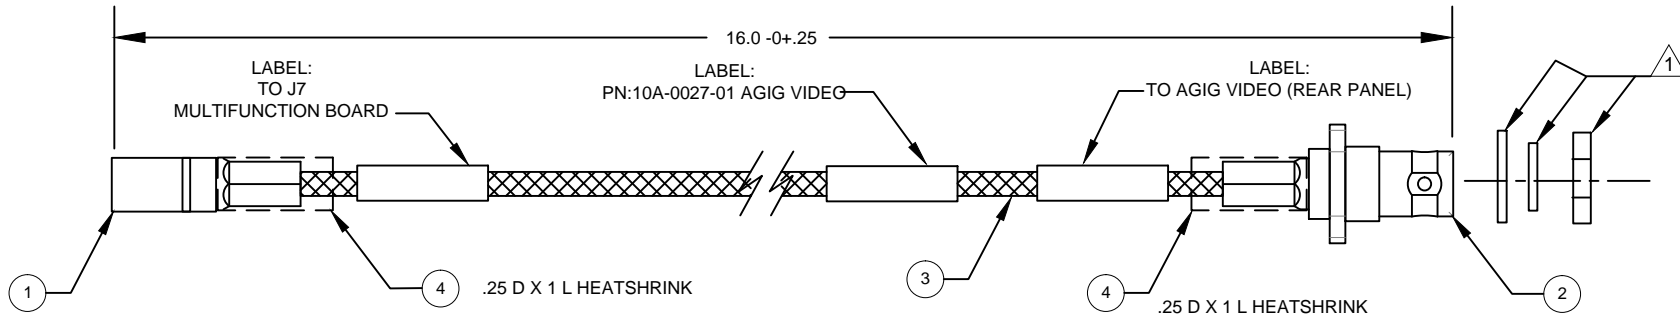 16.0 -0+.25
LABEL:
TO J7
MULTIFUNCTION BOARD
LABEL:
PN:10A-0027-01 AGIG VIDEO
LABEL:
TO AGIG VIDEO (REAR PANEL)
1
1
4
.25 D X 1 L HEATSHRINK
3
4
.25 D X 1 L HEATSHRINK
2